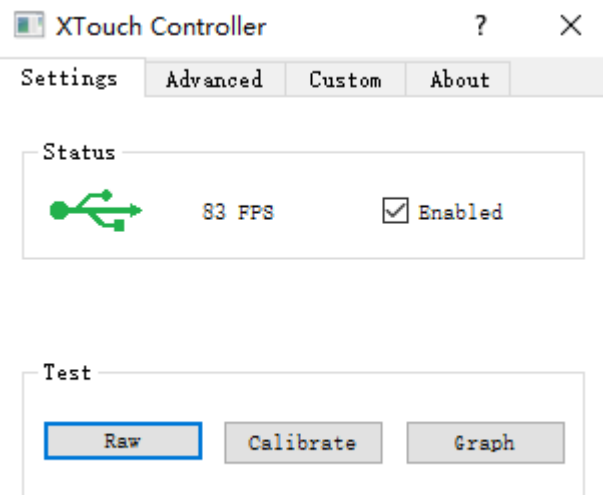 XTouch Controller ?
Settings Advanced Custom About
Status
83 FPS Enabled
Test
Raw Calibrate Graph